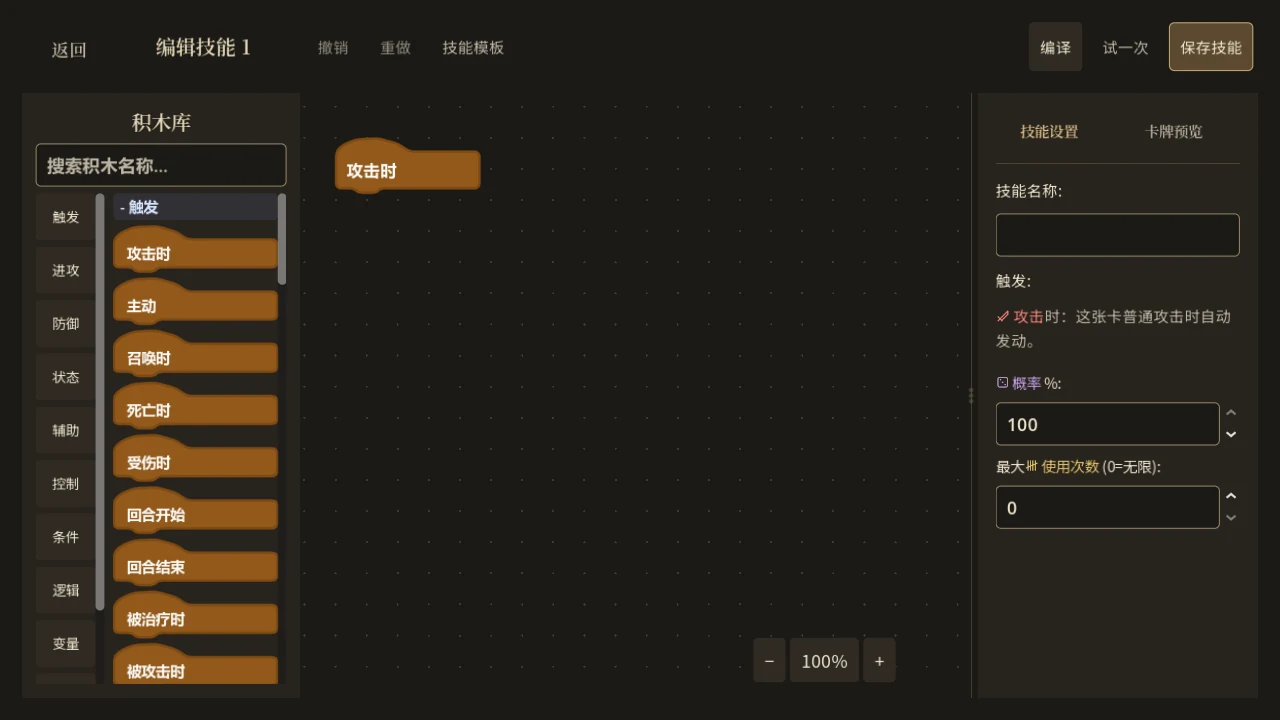 返回
编辑技能 1
撤销
重做
技能模板
编译
试一次
保存技能
积木库
搜索积木名称...
触发
进攻
防御
状态
辅助
控制
条件
逻辑
变量
- 触发
攻击时
主动
召唤时
死亡时
受伤时
回合开始
回合结束
被治疗时
被攻击时
攻击时
−
100%
+
技能设置
卡牌预览
技能名称:
触发:
攻击时：这张卡普通攻击时自动
发动。
概率 %:
100
最大 使用次数 (0=无限):
0